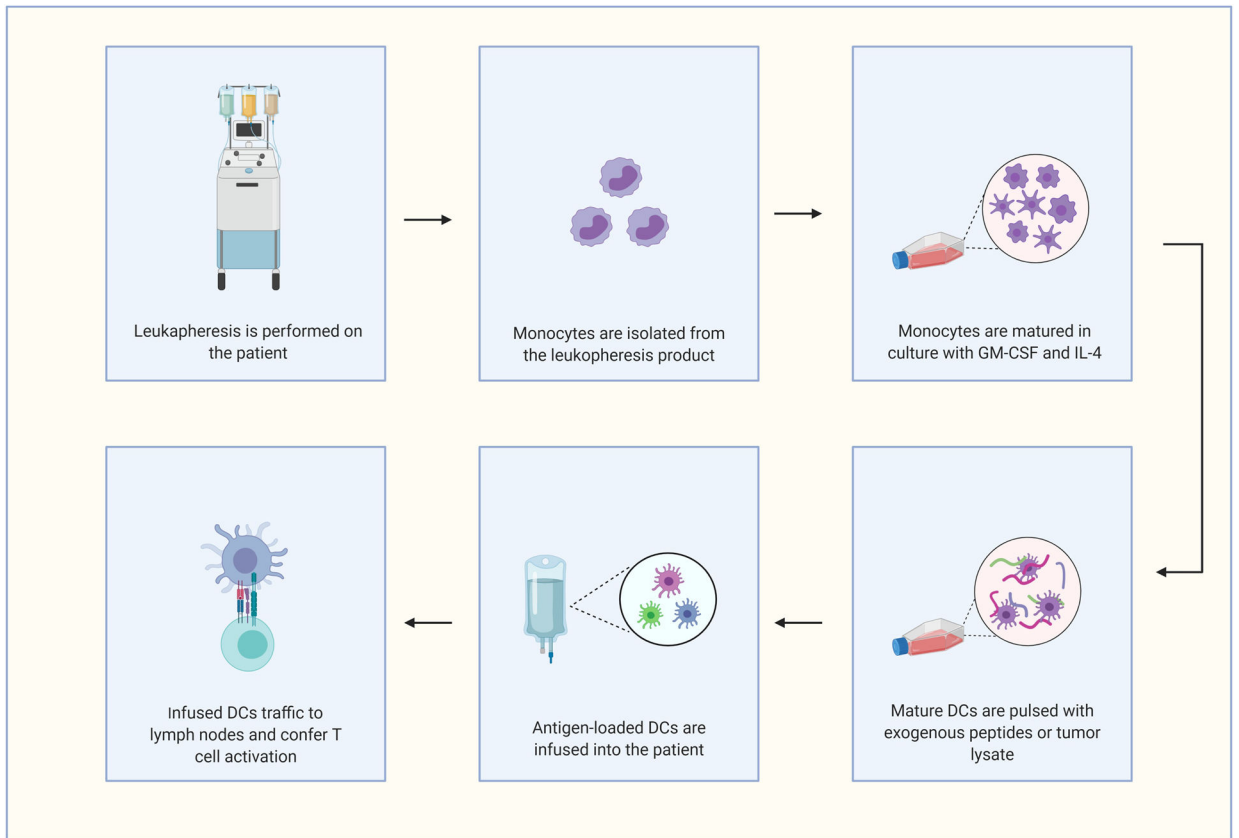 Leukapheresis is performed on
the patient
Monocytes are isolated from
the leukopheresis product
Monocytes are matured in
culture with GM-CSF and IL-4
Mature DCs are pulsed with
exogenous peptides or tumor
lysate
Antigen-loaded DCs are
infused into the patient
Infused DCs traffic to
lymph nodes and confer T
cell activation